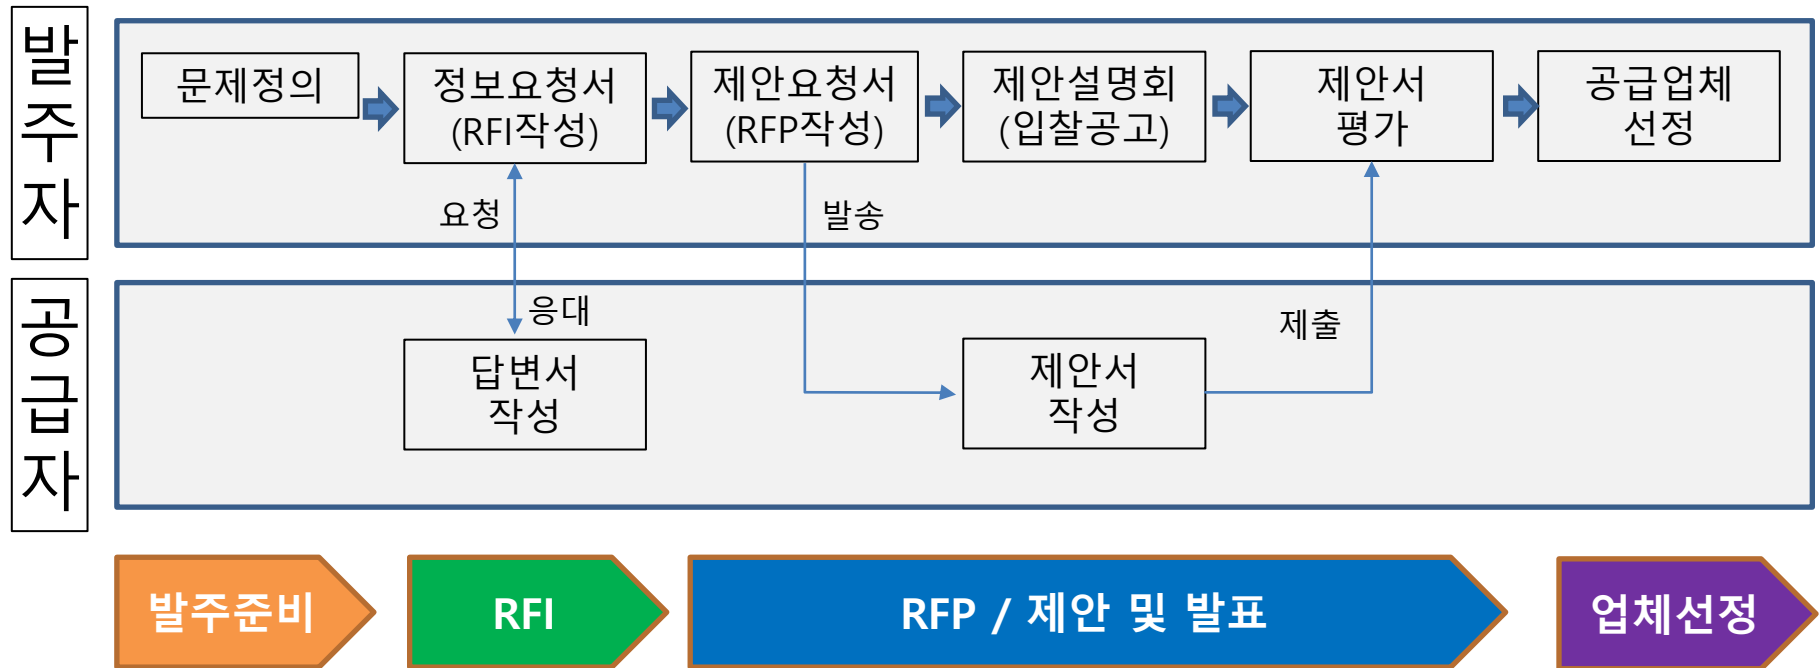 발주자
문제정의
정보요청서
(RFI작성)
제안요청서
(RFP작성)
제안설명회
(입찰공고)
제안서
평가
공급업체
선정
요청
발송
공급자
응대
제출
답변서
작성
제안서
작성
발주준비
RFI
RFP / 제안 및 발표
업체선정